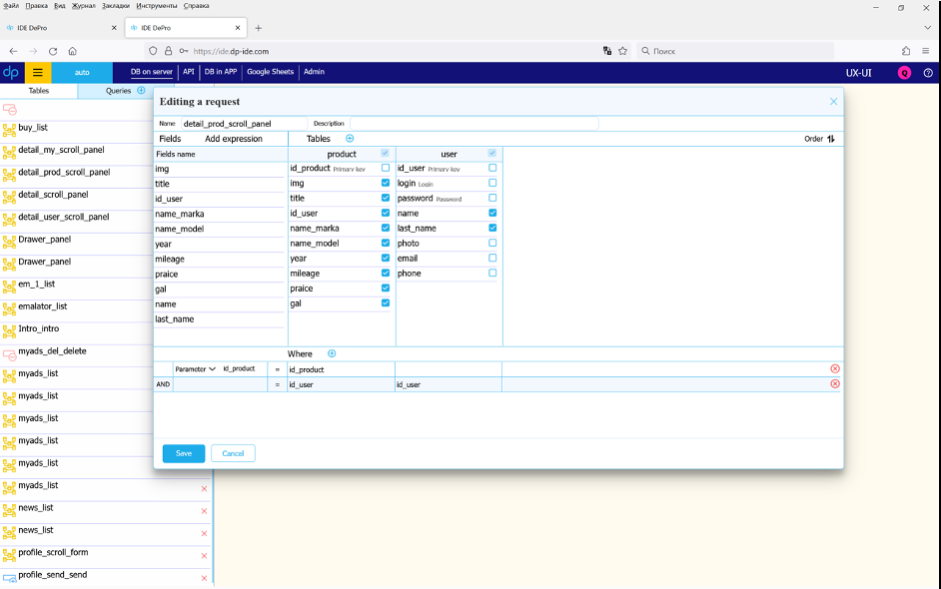 Файл Правка Вид Журнал Закладки Инструменты Справка
dp IDE DePro × dp IDE DePro × +
https://ide.dp-ide.com Поиск
dp auto DB on server API DB in APP Google Sheets Admin UX-UI Q
Tables Queries
Editing a request
Name detail_prod_scroll_panel Description
Fields Add expression Tables Order
Fields name product user
img id_product Primary key id_user Primary key
title img login Login
id_user title password Password
name_marka id_user name
name_model name_marka last_name
year name_model photo
mileage year email
praice mileage phone
gal praice
name gal
last_name
Where
Parameter id_product = id_product
AND = id_user id_user
Save Cancel
buy_list
detail_my_scroll_panel
detail_prod_scroll_panel
detail_scroll_panel
detail_user_scroll_panel
Drawer_panel
Drawer_panel
em_1_list
emalator_list
Intro_intro
myads_del_delete
myads_list
myads_list
myads_list
myads_list
myads_list
myads_list
news_list
news_list
profile_scroll_form
profile_send_send